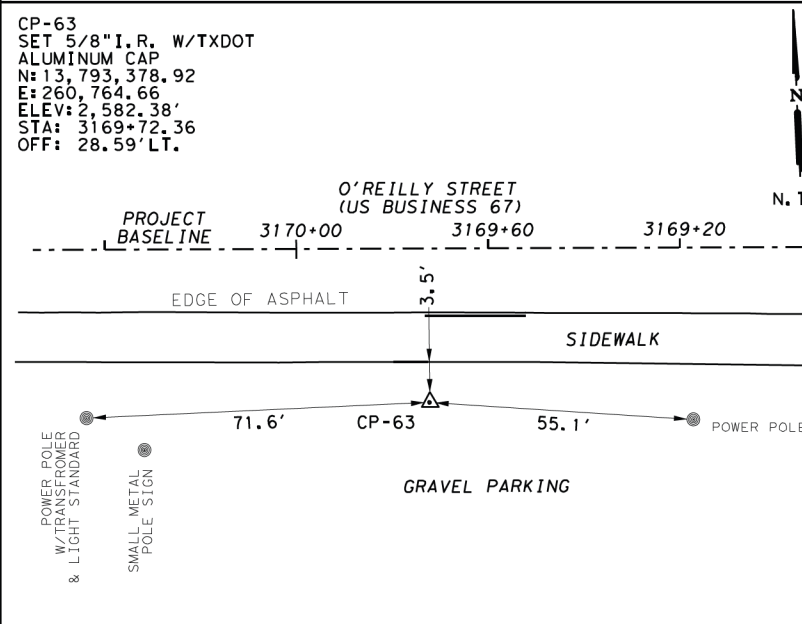 CP-63
SET 5/8"I.R. W/TXDOT
ALUMINUM CAP
N:13,793,378.92
E:260,764.66
ELEV:2,582.38'
STA: 3169+72.36
OFF: 28.59'LT.
N
N. T
O'REILLY STREET
(US BUSINESS 67)
PROJECT
BASELINE
3170+00
3169+60
3169+20
EDGE OF ASPHALT
3.5'
SIDEWALK
71.6'
CP-63
55.1'
POWER POLE
GRAVEL PARKING
POWER POLE
W/TRANSFROMER
& LIGHT STANDARD
SMALL METAL
POLE SIGN